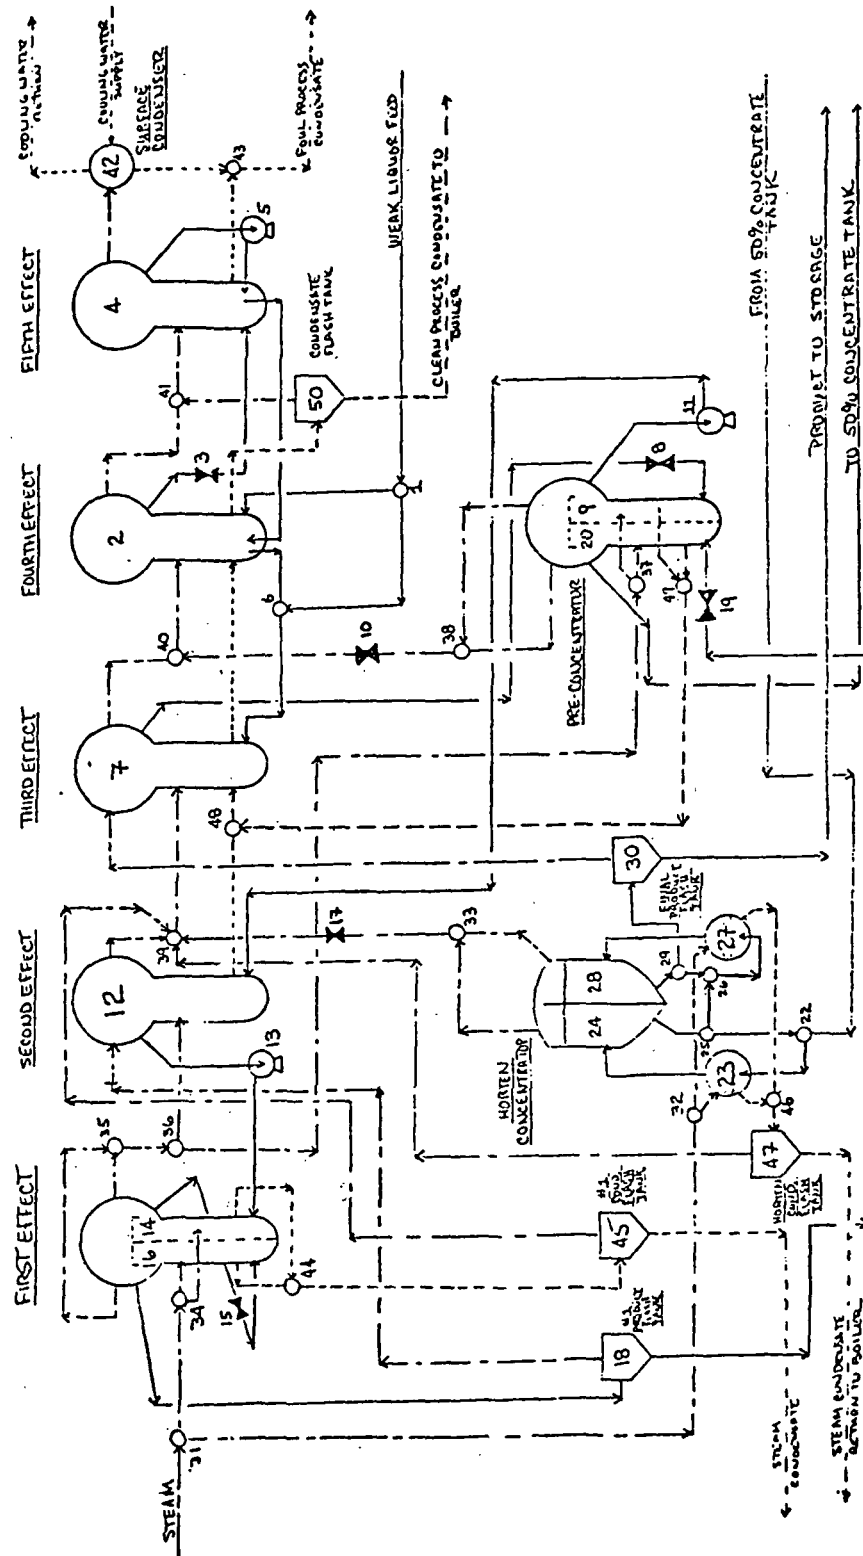 FIRST EFFECT
SECOND EFFECT
THIRD EFFECT
FOURTH EFFECT
FIFTH EFFECT
COOLING WATER
RETURN
COOLING WATER
SUPPLY
SURFACE
CONDENSER
42
43
FOUL PROCESS
CONDENSATE
5
4
41
3
2
40
6
1
7
48
39
12
13
35
36
14
16
34
15
44
31
STEAM
50
CONDENSATE
FLASH TANK
WEAK LIQUOR FEED
CLEAN PROCESS CONDENSATE TO
BOILER
10
38
17
33
PRE-CONCENTRATOR
20
9
37
47
8
11
19
FROM 50% CONCENTRATE
TANK
PRODUCT TO STORAGE
TO 50% CONCENTRATE TANK
HORTEN
CONCENTRATOR
24
28
29
30
FINAL
PRODUCT
FLASH
TANK
27
26
25
22
23
32
46
47
HORTEN
COND.
FLASH
TANK
45
#1
COND.
FLASH
TANK
18
#1
PRODUCT
FLASH
TANK
STEAM
CONDENSATE
STEAM CONDENSATE
RETURN TO BOILER